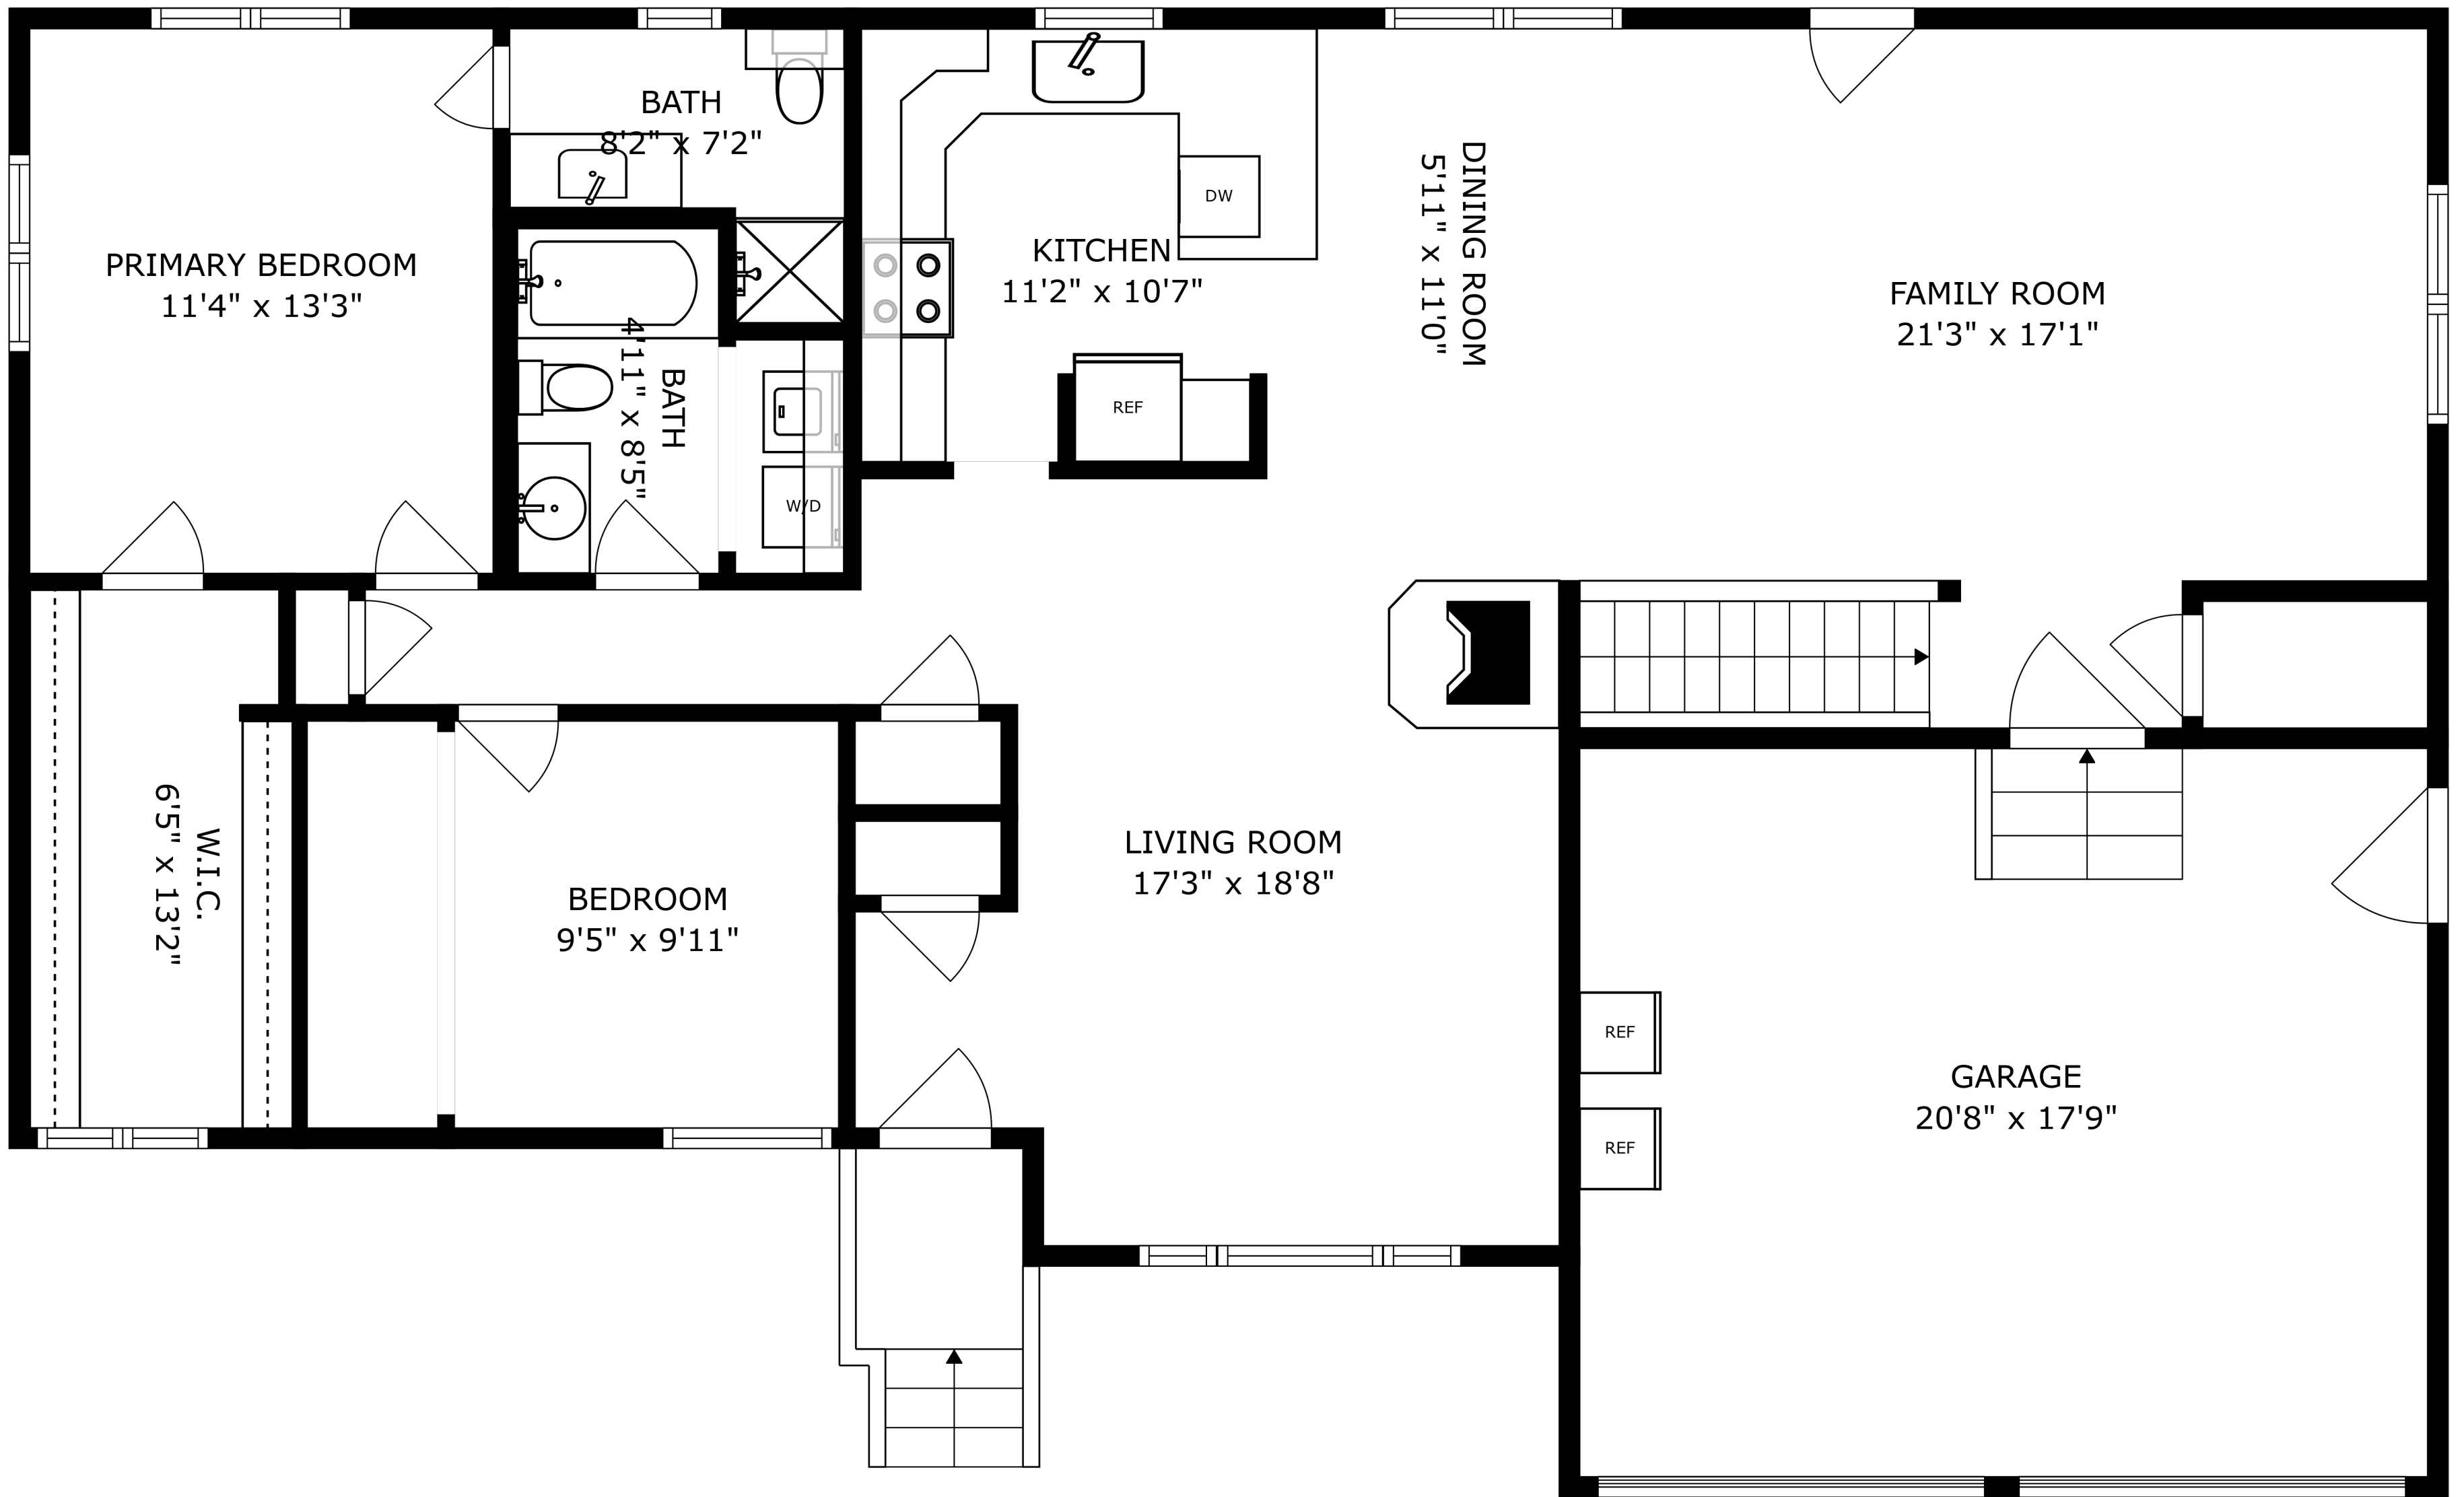 BATH
8'2" x 7'2"
PRIMARY BEDROOM
11'4" x 13'3"
BATH
4'11" x 8'5"
W/D
KITCHEN
11'2" x 10'7"
DW
REF
DINING ROOM
5'11" x 11'0"
FAMILY ROOM
21'3" x 17'1"
W.I.C.
6'5" x 13'2"
BEDROOM
9'5" x 9'11"
LIVING ROOM
17'3" x 18'8"
REF
REF
GARAGE
20'8" x 17'9"